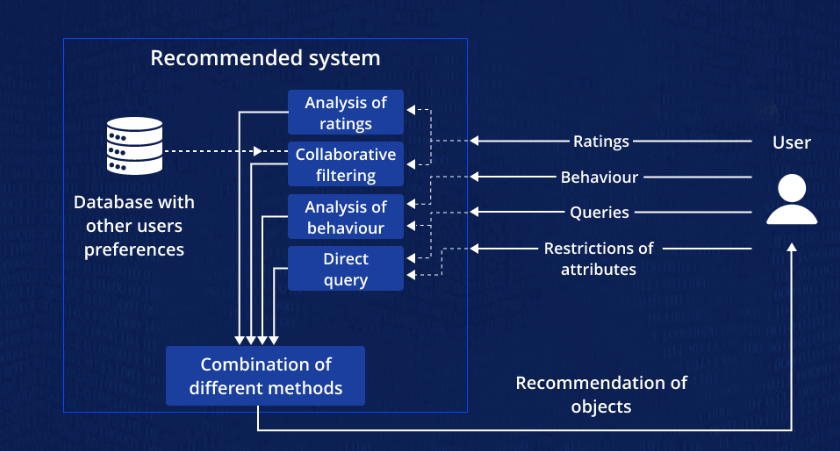 Recommended system
Analysis of
ratings
Collaborative
filtering
Analysis of
behaviour
Direct
query
Database with
other users
preferences
Combination of
different methods
Ratings
Behaviour
Queries
Restrictions of
attributes
User
Recommendation of
objects